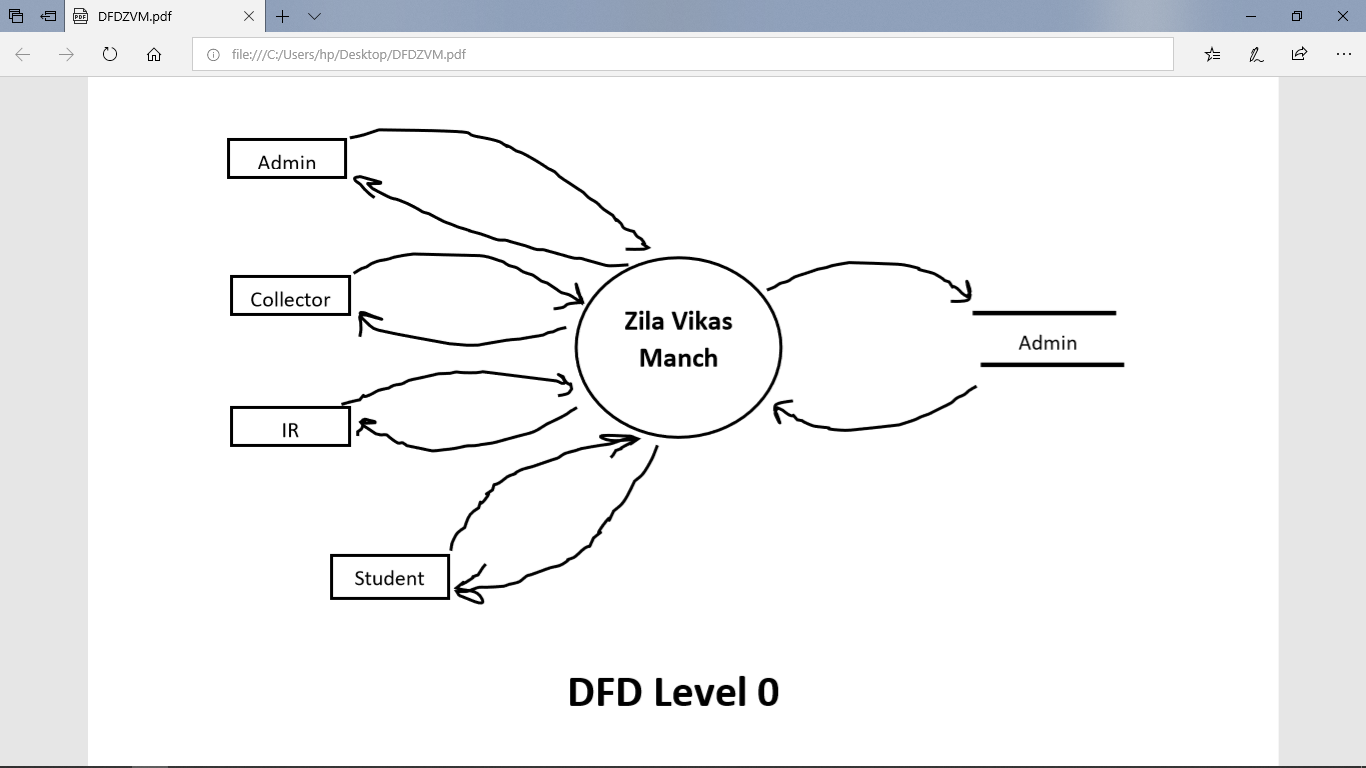 DFDZVM.pdf
file:///C:/Users/hp/Desktop/DFDZVM.pdf
Admin
Collector
IR
Student
Zila Vikas
Manch
Admin
DFD Level 0